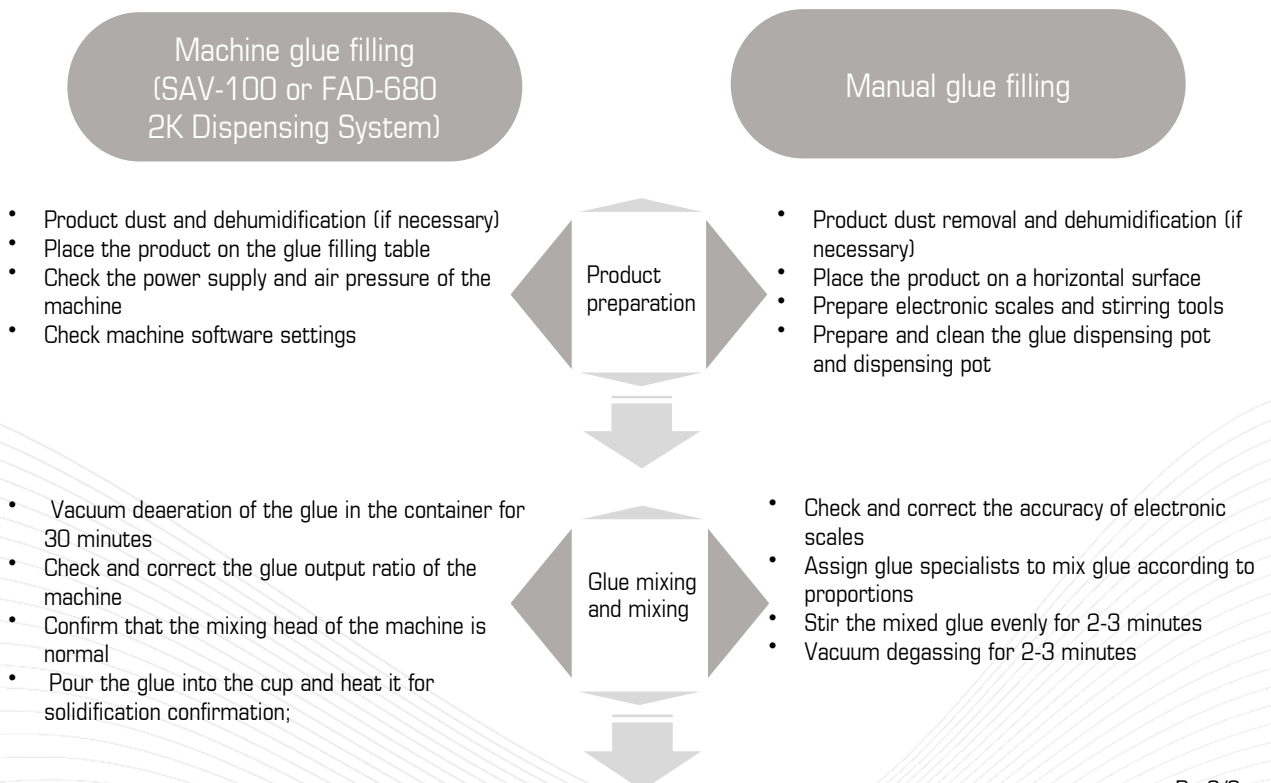 Machine glue filling
(SAV-100 or FAD-680
2K Dispensing System)
Manual glue filling
• Product dust and dehumidification (if necessary)
• Place the product on the glue filling table
• Check the power supply and air pressure of the
machine
• Check machine software settings
Product
preparation
• Product dust removal and dehumidification (if
necessary)
• Place the product on a horizontal surface
• Prepare electronic scales and stirring tools
• Prepare and clean the glue dispensing pot
and dispensing pot
• Vacuum deaeration of the glue in the container for
30 minutes
• Check and correct the glue output ratio of the
machine
• Confirm that the mixing head of the machine is
normal
• Pour the glue into the cup and heat it for
solidification confirmation;
Glue mixing
and mixing
• Check and correct the accuracy of electronic
scales
• Assign glue specialists to mix glue according to
proportions
• Stir the mixed glue evenly for 2-3 minutes
• Vacuum degassing for 2-3 minutes